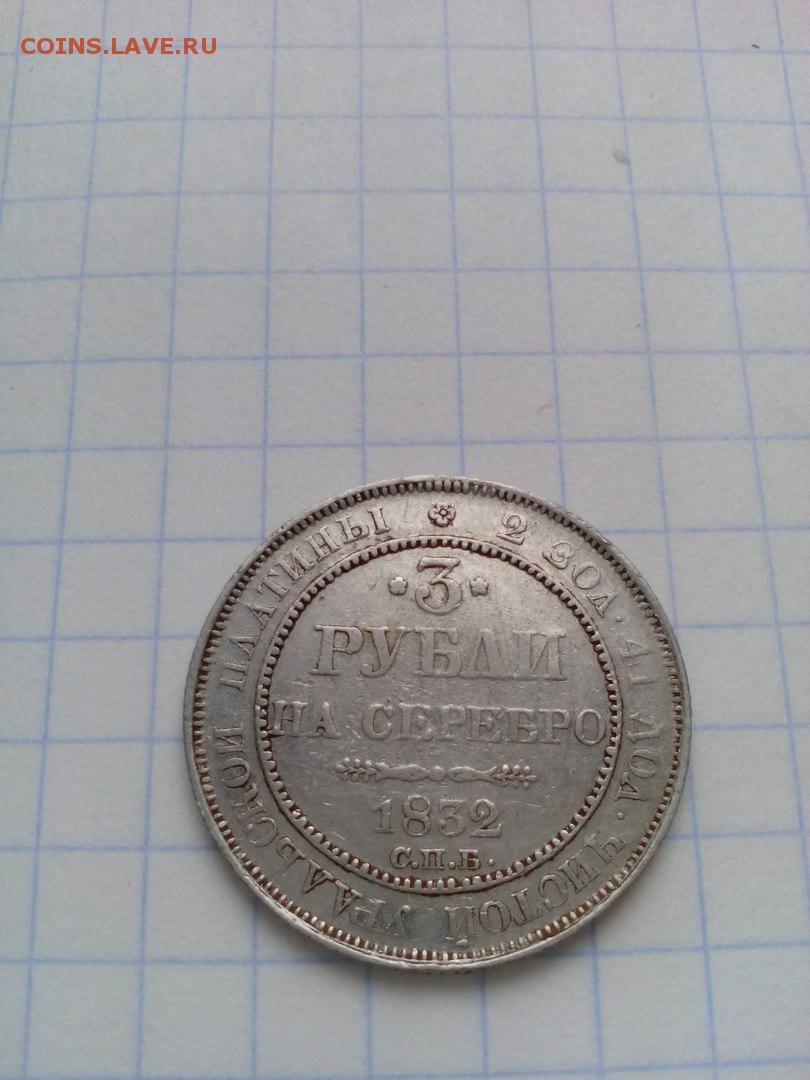 COINS.LAVE.RU
2 ЗОЛ. 41 ДОЛ. ЧИСТОЙ УРАЛЬСКОЙ ПЛАТИНЫ
3
РУБЛИ
НА СЕРЕБРО
1832
С.П.Б.